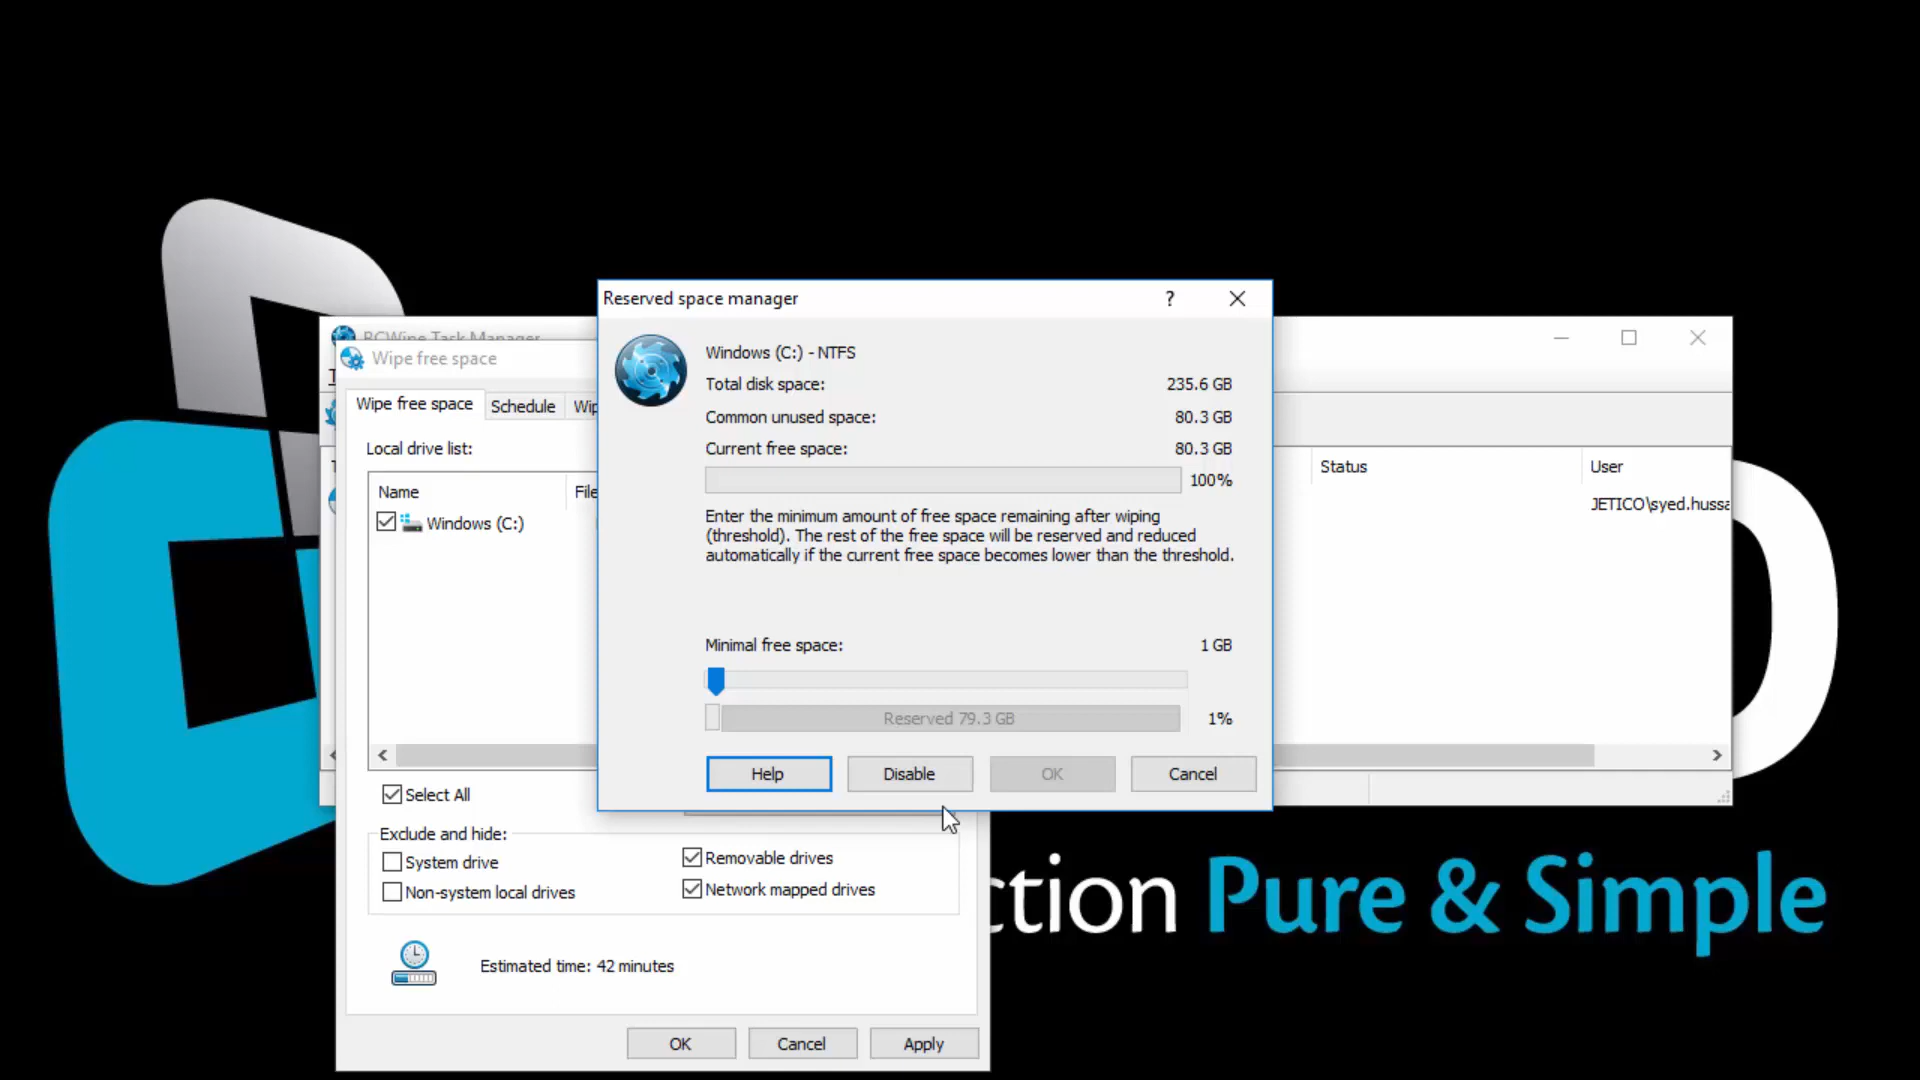 Reserved space manager
?
Windows (C:) - NTFS
Total disk space: 235.6 GB
Common unused space: 80.3 GB
Current free space: 80.3 GB
100%
Enter the minimum amount of free space remaining after wiping
(threshold). The rest of the free space will be reserved and reduced
automatically if the current free space becomes lower than the threshold.
Minimal free space: 1 GB
Reserved 79.3 GB 1%
Help Disable OK Cancel
BCWipe Task Manager
Wipe free space
Wipe free space Schedule Wip
Local drive list:
Name File
Windows (C:)
Select All
Exclude and hide:
System drive Removable drives
Non-system local drives Network mapped drives
Estimated time: 42 minutes
OK Cancel Apply
Status User
JETICO\syed.hussa
ction Pure & Simple